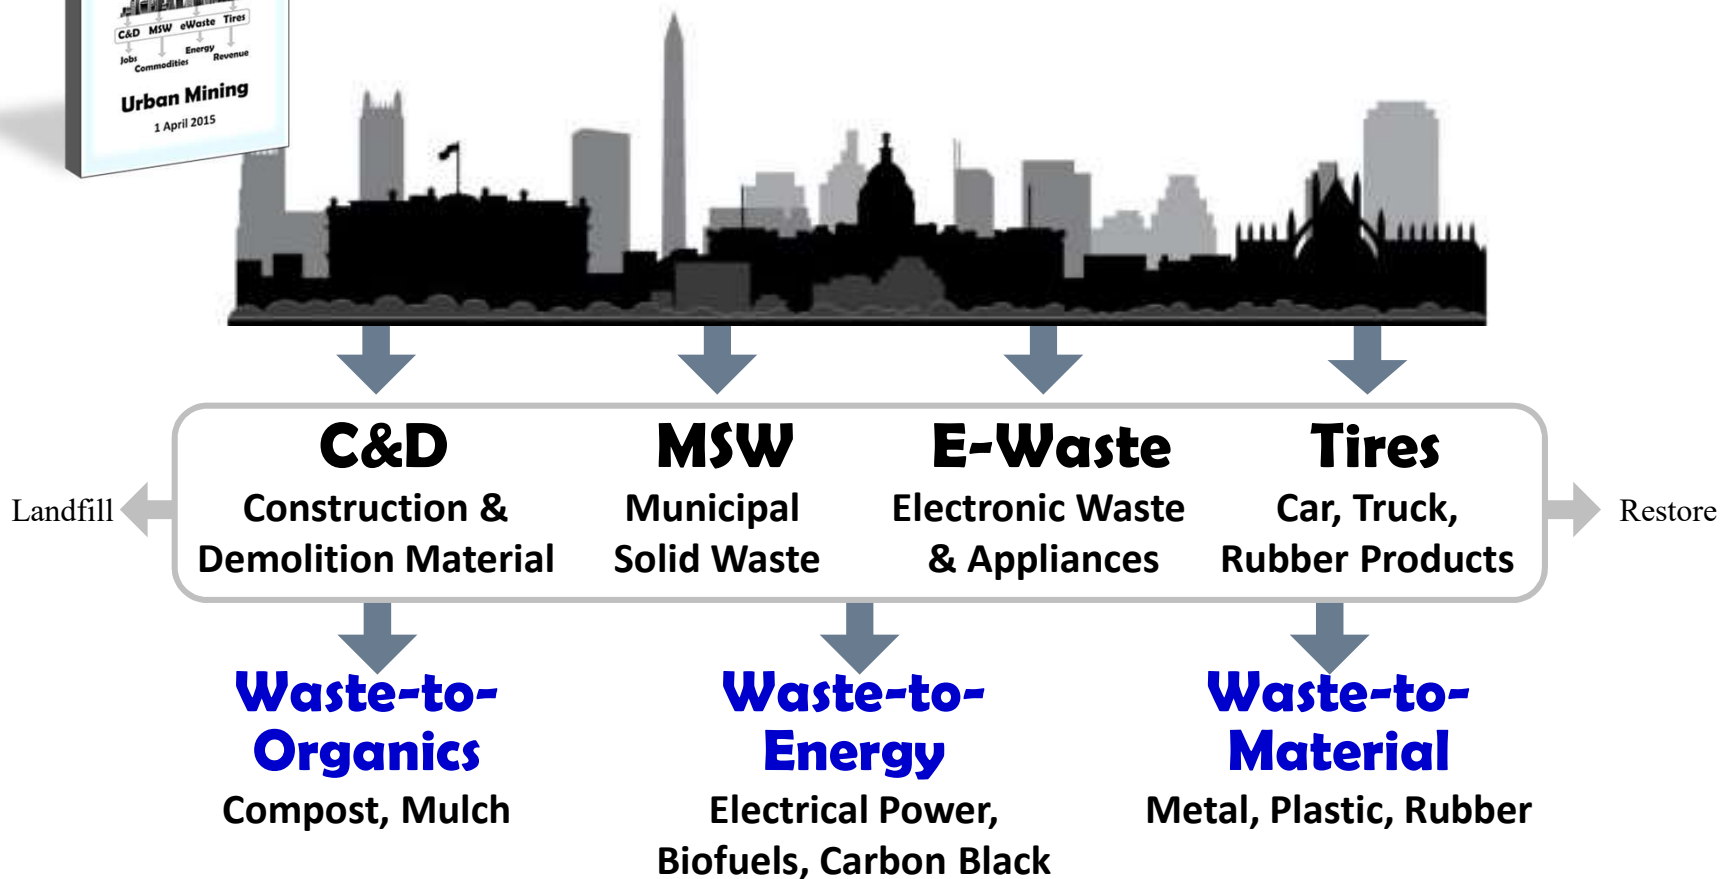 C&D MSW eWaste Tires
Jobs
Commodities
Energy
Revenue
Urban Mining
1 April 2015
C&D
MSW
E-Waste
Tires
Construction &
Demolition Material
Municipal
Solid Waste
Electronic Waste
& Appliances
Car, Truck,
Rubber Products
Landfill
Restore
Waste-to-
Organics
Compost, Mulch
Waste-to-
Energy
Electrical Power,
Biofuels, Carbon Black
Waste-to-
Material
Metal, Plastic, Rubber